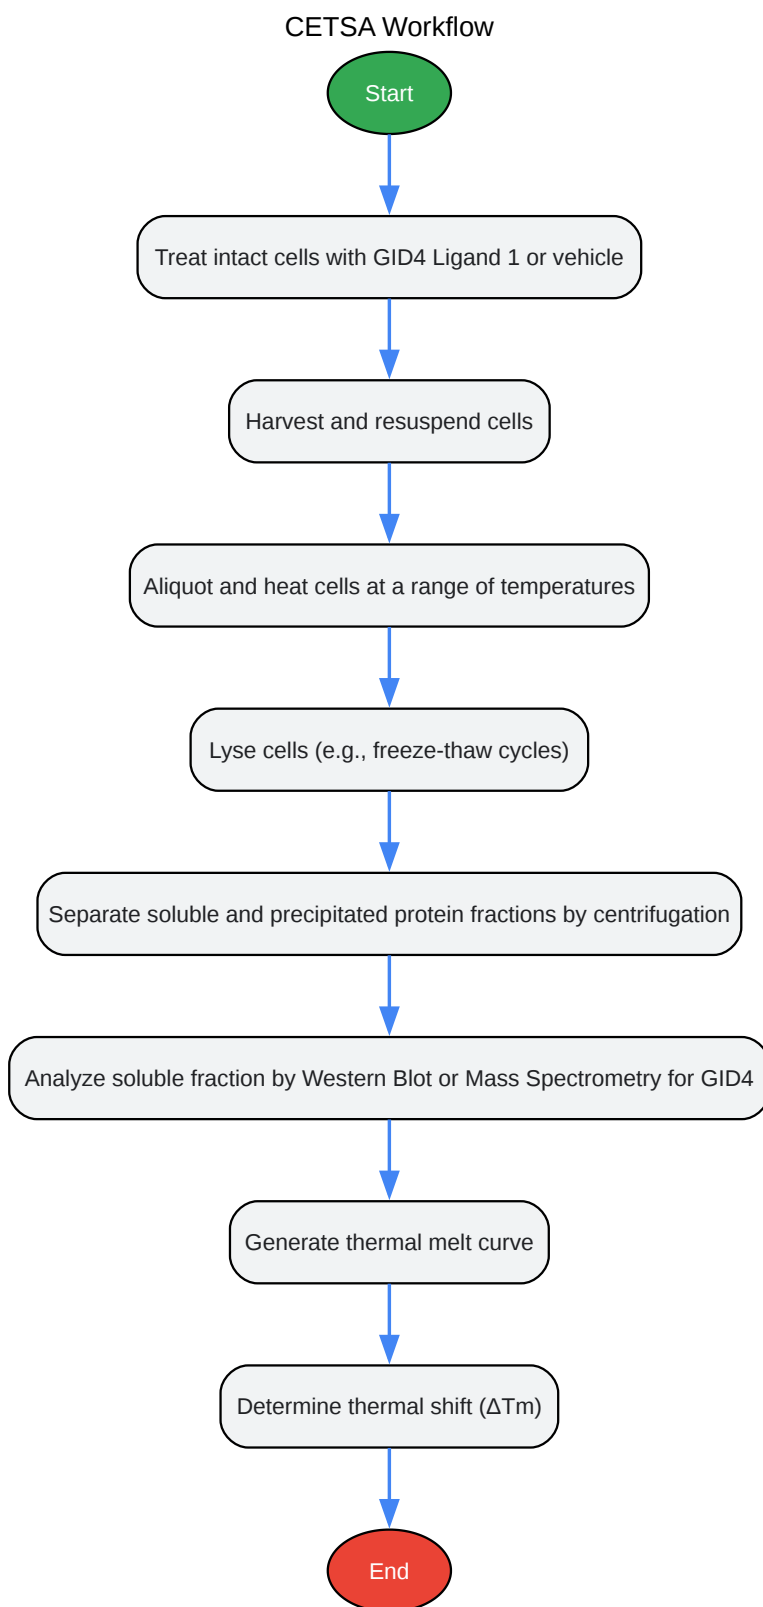 CETSA Workflow
Start
Treat intact cells with GID4 Ligand 1 or vehicle
Harvest and resuspend cells
Aliquot and heat cells at a range of temperatures
Lyse cells (e.g., freeze-thaw cycles)
Separate soluble and precipitated protein fractions by centrifugation
Analyze soluble fraction by Western Blot or Mass Spectrometry for GID4
Generate thermal melt curve
Determine thermal shift (ΔTm)
End